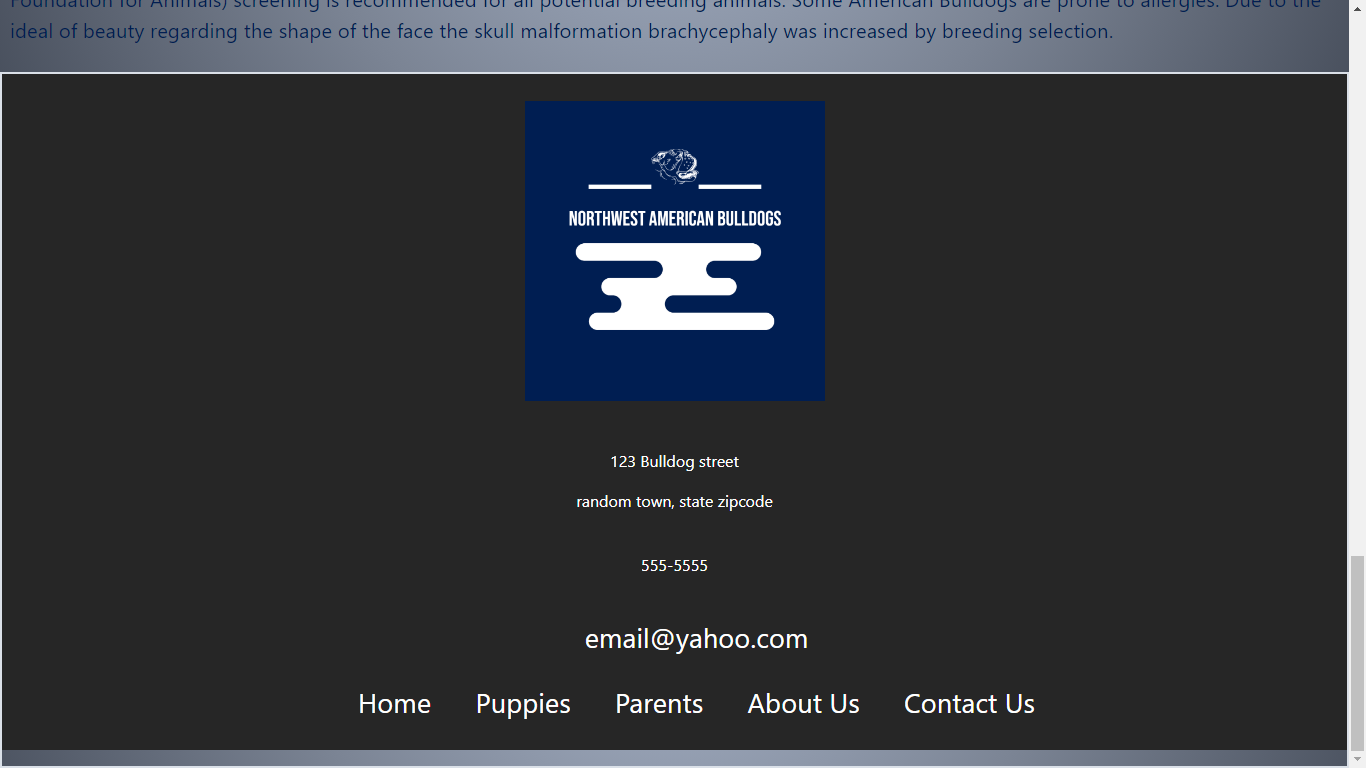 Foundation for Animals) screening is recommended for all potential breeding animals. Some American Bulldogs are prone to allergies. Due to the
ideal of beauty regarding the shape of the face the skull malformation brachycephaly was increased by breeding selection.
NORTHWEST AMERICAN BULLDOGS
123 Bulldog street
random town, state zipcode
555-5555
email@yahoo.com
Home Puppies Parents About Us Contact Us